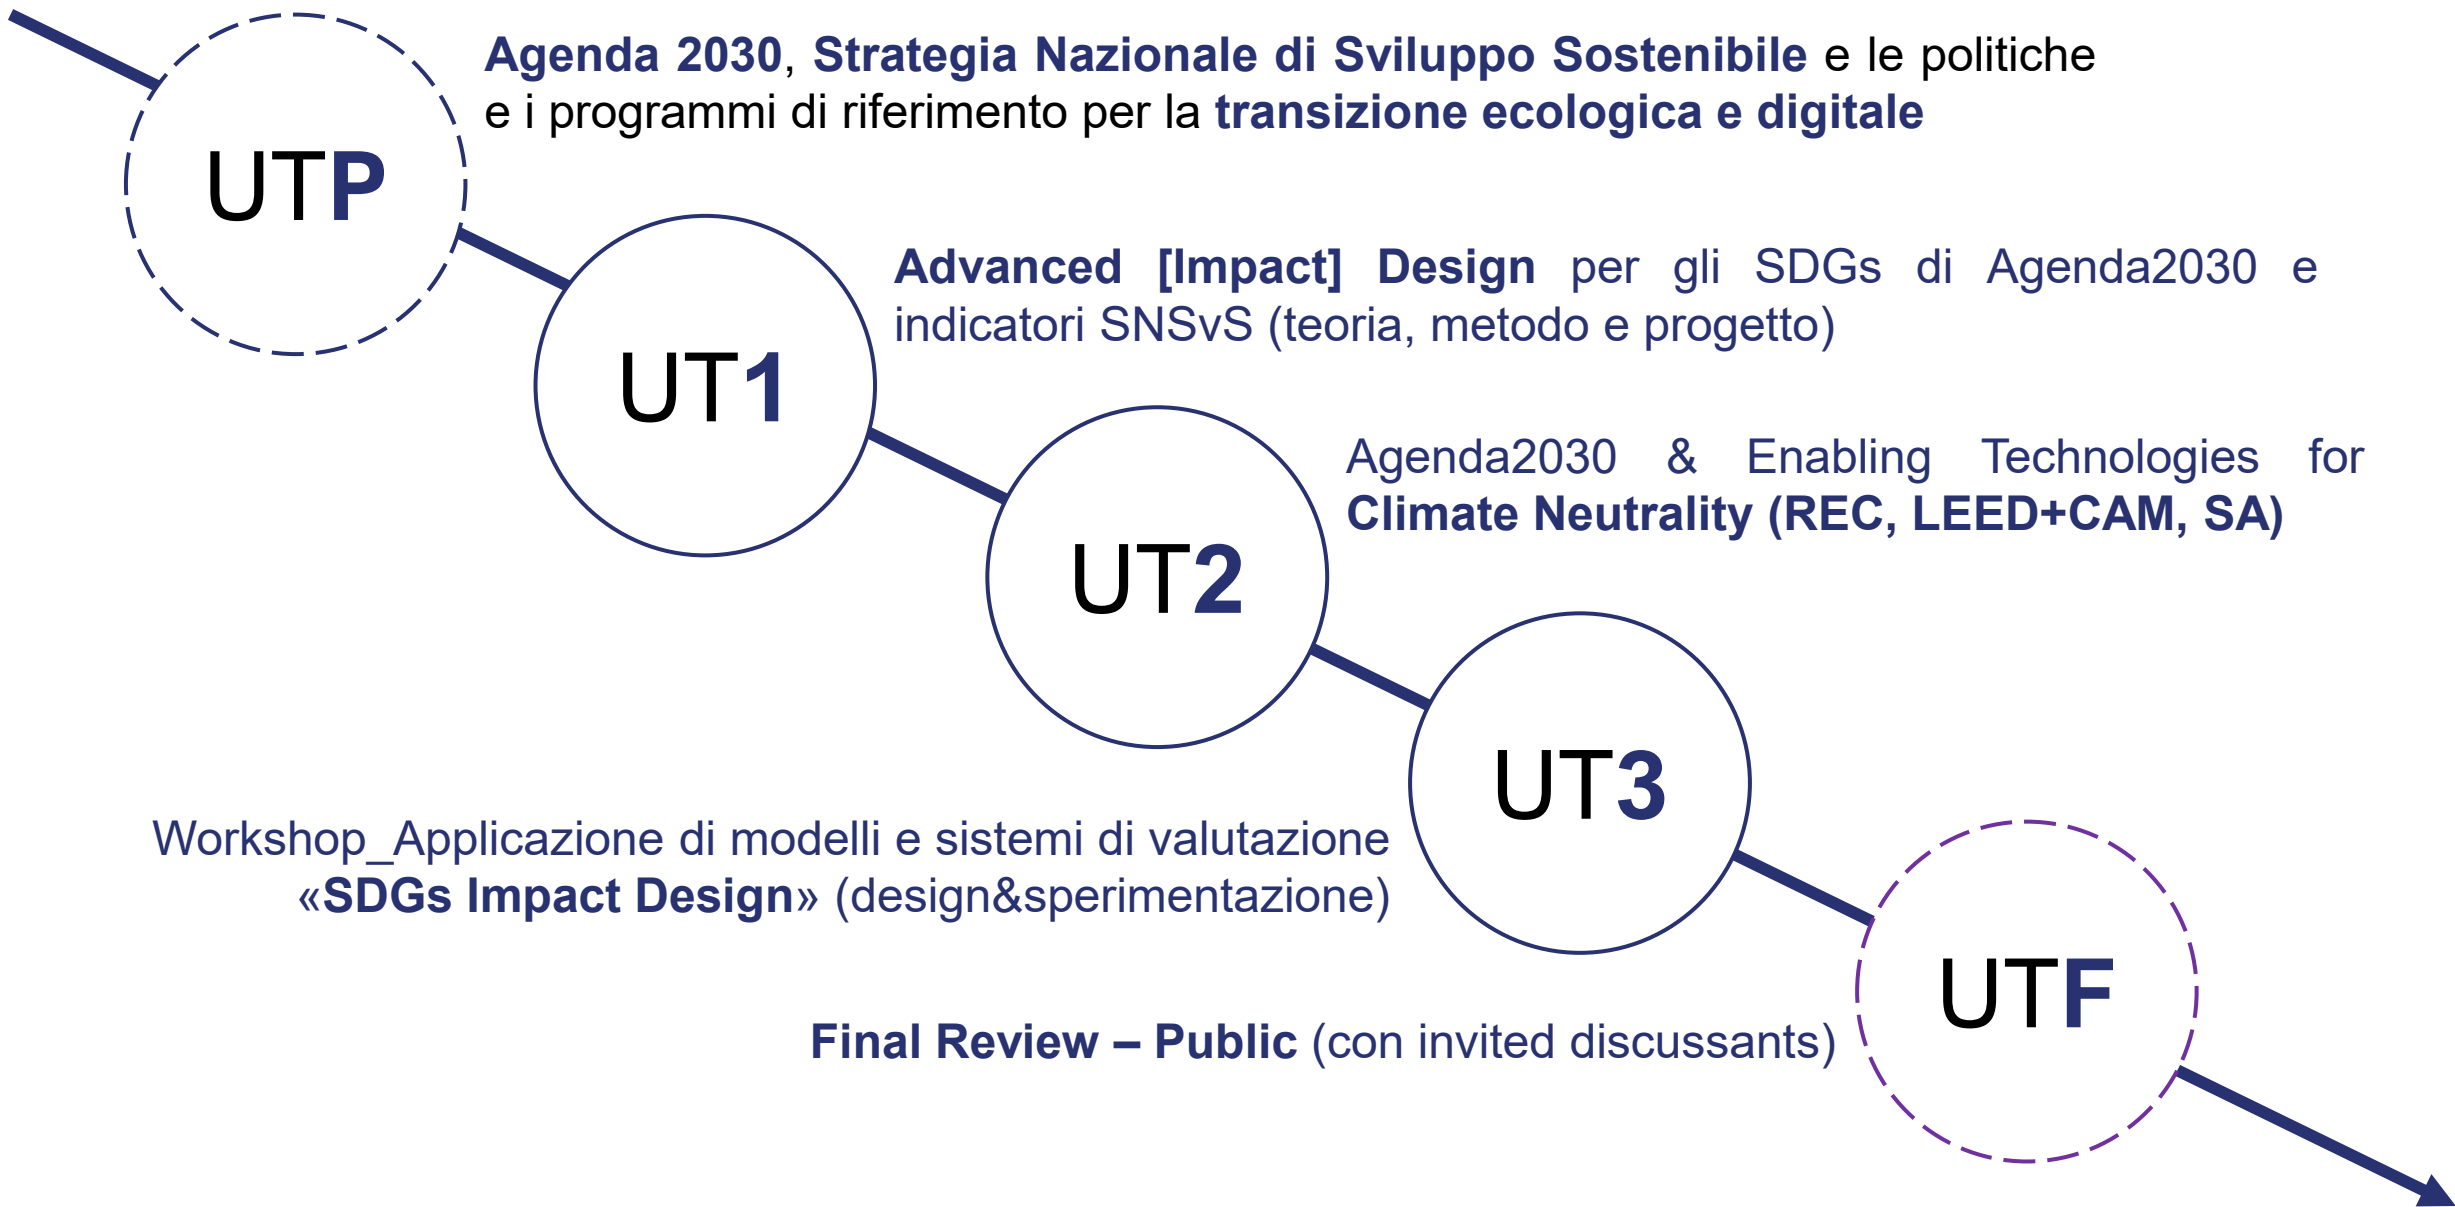 UTP
Agenda 2030, Strategia Nazionale di Sviluppo Sostenibile e le politiche
e i programmi di riferimento per la transizione ecologica e digitale
UT1
Advanced [Impact] Design per gli SDGs di Agenda2030 e
indicatori SNSvS (teoria, metodo e progetto)
UT2
Agenda2030 & Enabling Technologies for
Climate Neutrality (REC, LEED+CAM, SA)
UT3
Workshop_Applicazione di modelli e sistemi di valutazione
«SDGs Impact Design» (design&sperimentazione)
UTF
Final Review – Public (con invited discussants)